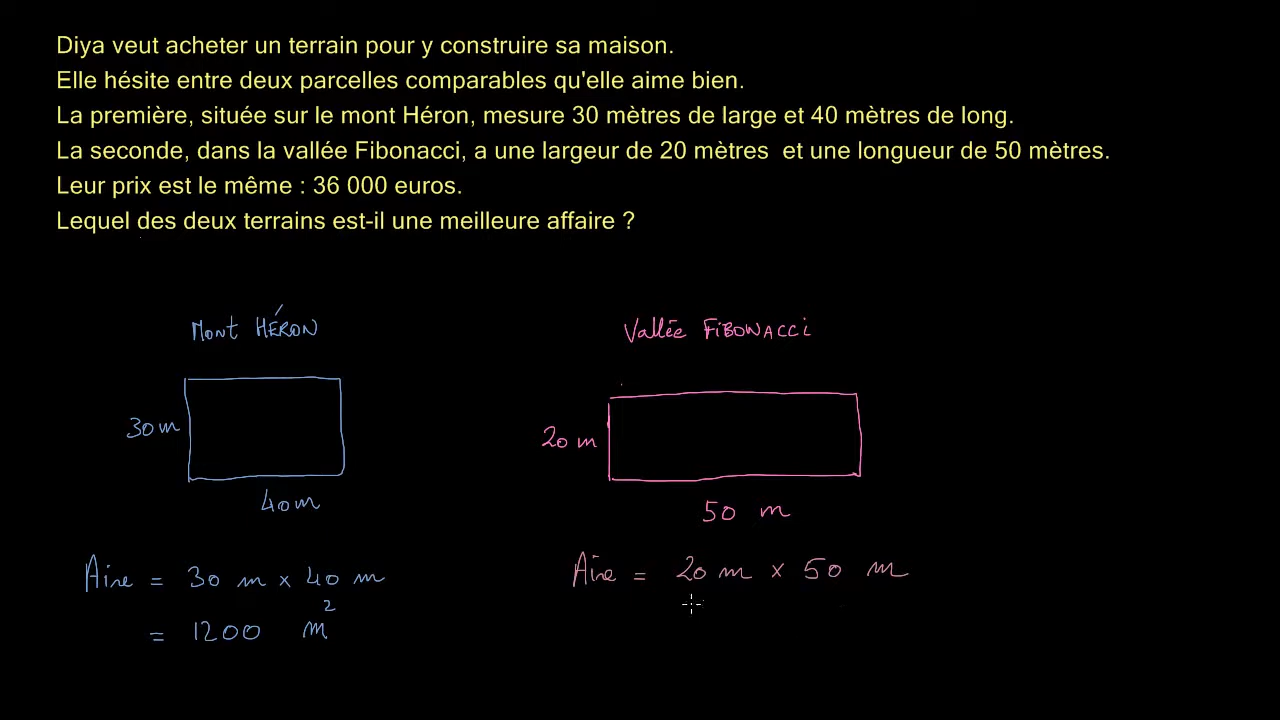 Diya veut acheter un terrain pour y construire sa maison.
Elle hésite entre deux parcelles comparables qu'elle aime bien.
La première, située sur le mont Héron, mesure 30 mètres de large et 40 mètres de long.
La seconde, dans la vallée Fibonacci, a une largeur de 20 mètres et une longueur de 50 mètres.
Leur prix est le même : 36 000 euros.
Lequel des deux terrains est-il une meilleure affaire ?
Mont HÉRON
30 m
40 m
Aire = 30 m x 40 m
= 1200 m²
Vallée FiBONACCi
20 m
50 m
Aire = 20 m x 50 m